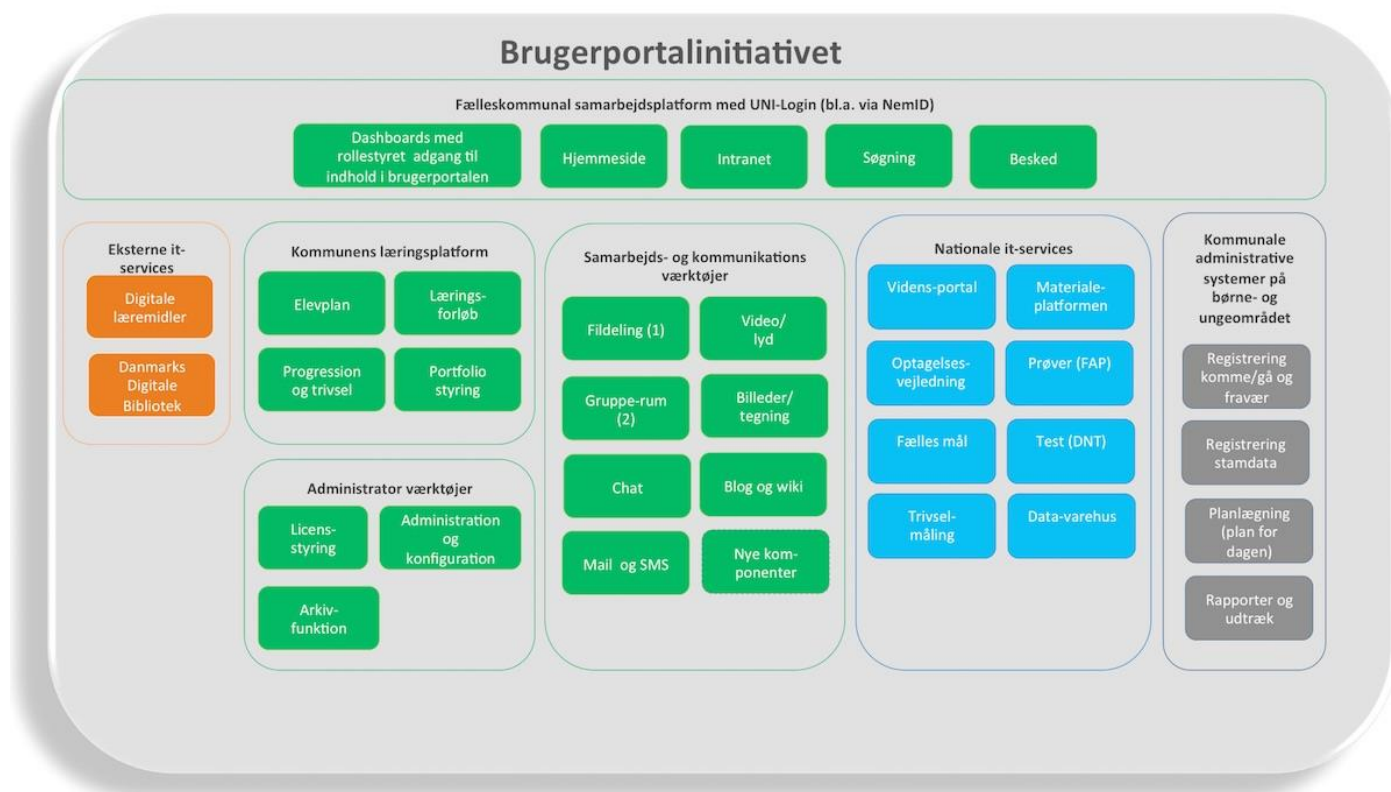 Brugerportalinitiativet
Fælleskommunal samarbejdsplatform med UNI-Login (bl.a. via NemID)
Dashboards med
rollestyret adgang til
indhold i brugerportalen
Hjemmeside
Intranet
Søgning
Besked
Eksterne it-
services
Digitale
læremidler
Danmarks
Digitale
Bibliotek
Kommunens læringsplatform
Elevplan
Lærings-
forløb
Progression
og trivsel
Portfolio
styring
Administrator værktøjer
Licens-
styring
Administration
og
konfiguration
Arkiv-
funktion
Samarbejds- og kommunikations
værktøjer
Fildeling (1)
Video/
lyd
Gruppe-rum
(2)
Billeder/
tegning
Chat
Blog og wiki
Mail og SMS
Nye kom-
ponenter
Nationale it-services
Videns-portal
Materiale-
platformen
Optagelses-
vejledning
Prøver (FAP)
Fælles mål
Test (DNT)
Trivsel-
måling
Data-varehus
Kommunale
administrative
systemer på
børne- og
ungeområdet
Registrering
komme/gå og
fravær
Registrering
stamdata
Planlægning
(plan for
dagen)
Rapporter og
udtræk